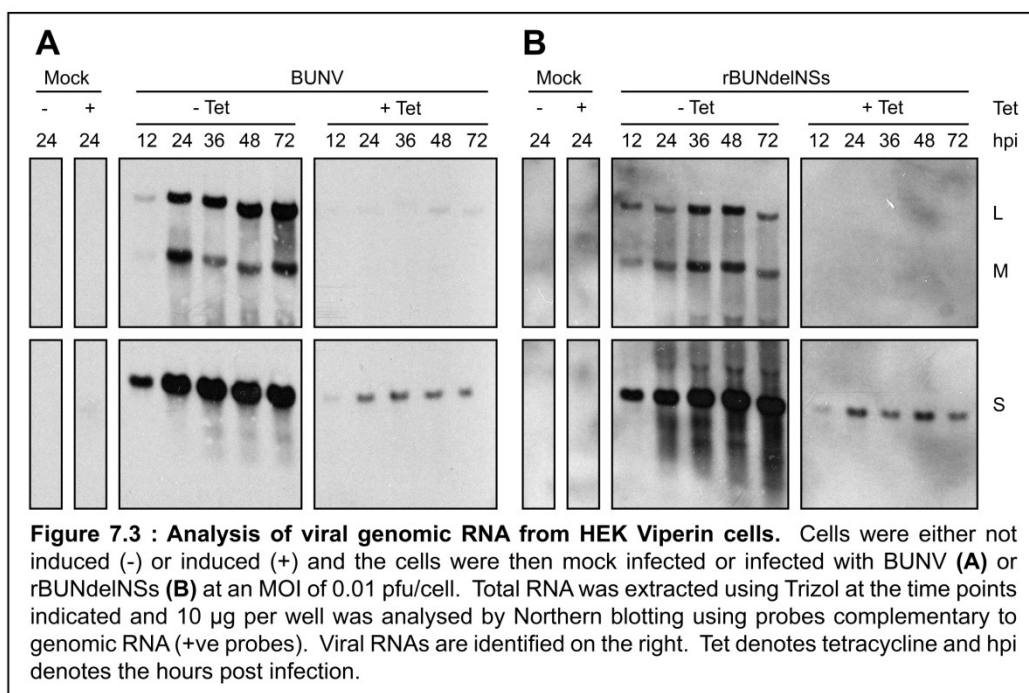 A
B
Mock BUNV Mock rBUNdelNSs
- + - Tet + Tet - + - Tet + Tet Tet
24 24 12 24 36 48 72 12 24 36 48 72 24 24 12 24 36 48 72 12 24 36 48 72 hpi
L
M
S
Figure 7.3 : Analysis of viral genomic RNA from HEK Viperin cells. Cells were either not
induced (-) or induced (+) and the cells were then mock infected or infected with BUNV (A) or
rBUNdelNSs (B) at an MOI of 0.01 pfu/cell. Total RNA was extracted using Trizol at the time points
indicated and 10 µg per well was analysed by Northern blotting using probes complementary to
genomic RNA (+ve probes). Viral RNAs are identified on the right. Tet denotes tetracycline and hpi
denotes the hours post infection.